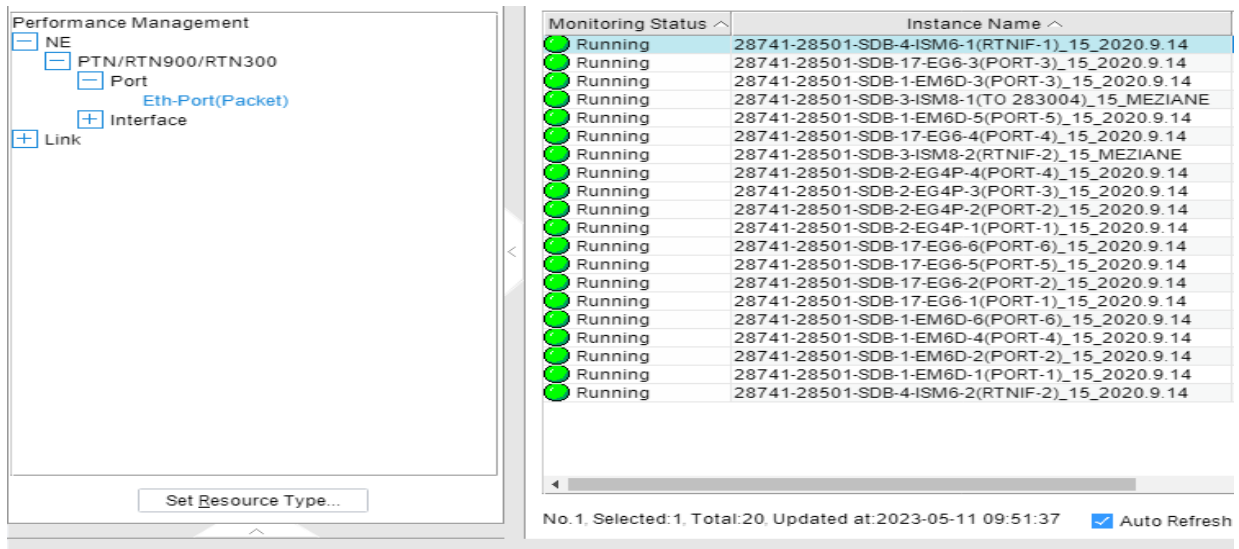 Performance Management
NE
PTN/RTN900/RTN300
Port
Eth-Port(Packet)
Interface
Link
Set Resource Type...
Monitoring Status Instance Name
Running 28741-28501-SDB-4-ISM6-1(RTNIF-1)_15_2020.9.14
Running 28741-28501-SDB-17-EG6-3(PORT-3)_15_2020.9.14
Running 28741-28501-SDB-1-EM6D-3(PORT-3)_15_2020.9.14
Running 28741-28501-SDB-3-ISM8-1(TO 283004)_15_MEZIANE
Running 28741-28501-SDB-1-EM6D-5(PORT-5)_15_2020.9.14
Running 28741-28501-SDB-17-EG6-4(PORT-4)_15_2020.9.14
Running 28741-28501-SDB-3-ISM8-2(RTNIF-2)_15_MEZIANE
Running 28741-28501-SDB-2-EG4P-4(PORT-4)_15_2020.9.14
Running 28741-28501-SDB-2-EG4P-3(PORT-3)_15_2020.9.14
Running 28741-28501-SDB-2-EG4P-2(PORT-2)_15_2020.9.14
Running 28741-28501-SDB-2-EG4P-1(PORT-1)_15_2020.9.14
Running 28741-28501-SDB-17-EG6-6(PORT-6)_15_2020.9.14
Running 28741-28501-SDB-17-EG6-5(PORT-5)_15_2020.9.14
Running 28741-28501-SDB-17-EG6-2(PORT-2)_15_2020.9.14
Running 28741-28501-SDB-17-EG6-1(PORT-1)_15_2020.9.14
Running 28741-28501-SDB-1-EM6D-6(PORT-6)_15_2020.9.14
Running 28741-28501-SDB-1-EM6D-4(PORT-4)_15_2020.9.14
Running 28741-28501-SDB-1-EM6D-2(PORT-2)_15_2020.9.14
Running 28741-28501-SDB-1-EM6D-1(PORT-1)_15_2020.9.14
Running 28741-28501-SDB-4-ISM6-2(RTNIF-2)_15_2020.9.14
No.1, Selected:1, Total:20, Updated at:2023-05-11 09:51:37 Auto Refresh